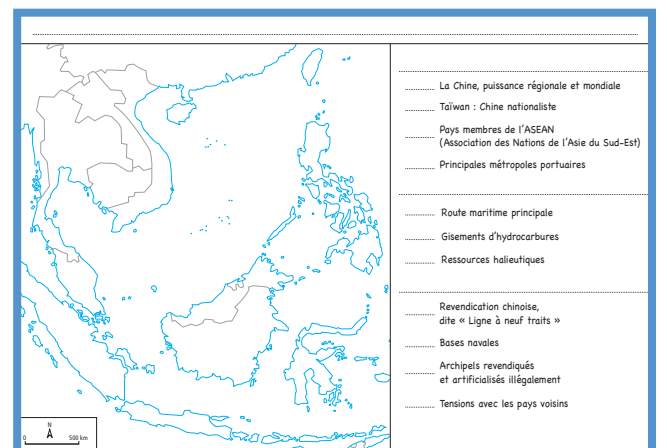 La Chine, puissance régionale et mondiale
Taïwan : Chine nationaliste
Pays membres de l'ASEAN
(Association des Nations de l'Asie du Sud-Est)
Principales métropoles portuaires
Route maritime principale
Gisements d'hydrocarbures
Ressources halieutiques
Revendication chinoise,
dite « Ligne à neuf traits »
Bases navales
Archipels revendiqués
et artificialisés illégalement
Tensions avec les pays voisins
N
0 500 km